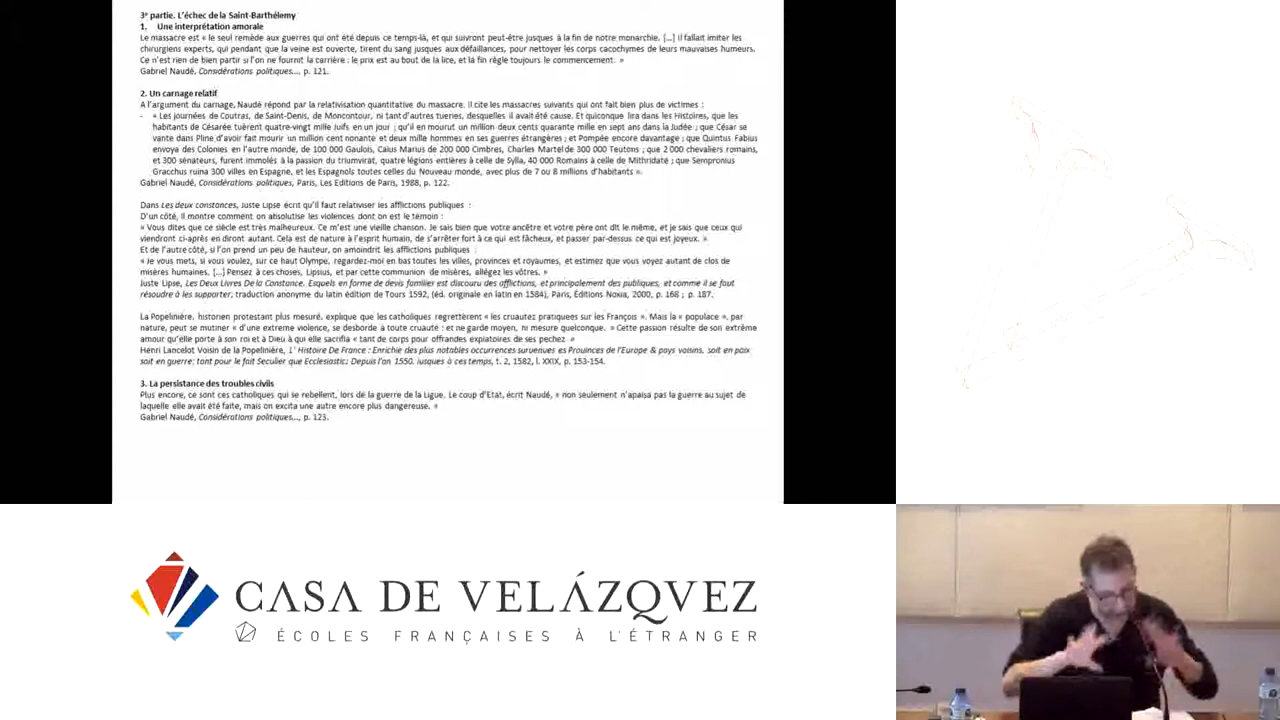 3e partie. L'échec de la Saint-Barthélemy
1. Une interprétation amorale
Le massacre est « le seul remède aux guerres qui ont été depuis ce temps-là, et qui suivront peut-être jusques à la fin de notre monarchie. [...] il fallait imiter les
chirurgiens experts, qui pendant que la veine est ouverte, tirent du sang jusques aux défaillances, pour nettoyer les corps cacochymes de leurs mauvaises humeurs.
Ce n'est rien de bien partir si l'on ne fournit la carrière : le prix est au bout de la lice, et la fin règle toujours le commencement. »
Gabriel Naudé, Considérations politiques..., p. 121.
2. Un carnage relatif
A l'argument du carnage, Naudé répond par la relativisation quantitative du massacre. Il cite les massacres suivants qui ont fait bien plus de victimes :
- « Les journées de Coutras, de Saint-Denis, de Moncontour, ni tant d'autres tueries, desquelles il avait été cause. Et quiconque lira dans les Histoires, que les
habitants de Césarée tuèrent quatre-vingt mille Juifs en un jour ; qu'il en mourut un million deux cents quarante mille en sept ans dans la Judée ; que César se
vante dans Pline d'avoir fait mourir un million cent nonante et deux mille hommes en ses guerres étrangères ; et Pompée encore davantage ; que Quintus Fabius
envoya des Colonies en l'autre monde, de 100 000 Gaulois, Caius Marius de 200 000 Cimbres, Charles Martel de 300 000 Teutons ; que 2 000 chevaliers romains,
et 300 sénateurs, furent immolés à la passion du triumvirat, quatre légions entières à celle de Sylla, 40 000 Romains à celle de Mithridate ; que Sempronius
Gracchus ruina 300 villes en Espagne, et les Espagnols toutes celles du Nouveau monde, avec plus de 7 ou 8 millions d'habitants ».
Gabriel Naudé, Considérations politiques, Paris, Les Editions de Paris, 1988, p. 122.
Dans Les deux constances, Juste Lipse écrit qu'il faut relativiser les afflictions publiques :
D'un côté, il montre comment on absolutise les violences dont on est le témoin :
« Vous dites que ce siècle est très malheureux. Ce m'est une vieille chanson. Je sais bien que votre ancêtre et votre père ont dit le même, et je sais que ceux qui
viendront ci-après en diront autant. Cela est de nature à l'esprit humain, de s'arrêter fort à ce qui est fâcheux, et passer par-dessus ce qui est joyeux. »
Et de l'autre côté, si l'on prend un peu de hauteur, on amoindrit les afflictions publiques :
« Je vous mets, si vous voulez, sur ce haut Olympe, regardez-moi en bas toutes les villes, provinces et royaumes, et estimez que vous voyez autant de clos de
misères humaines. [...] Pensez à ces choses, Lipsius, et par cette communion de misères, allégez les vôtres. »
Juste Lipse, Les Deux Livres De la Constance. Esquels en forme de devis familier est discouru des afflictions, et principalement des publiques, et comme il se faut
résoudre à les supporter; traduction anonyme du latin édition de Tours 1592, (éd. originale en latin en 1584), Paris, Éditions Noxia, 2000, p. 168 ; p. 187.
La Popelinière, historien protestant plus mesuré, explique que les catholiques regrettèrent « les cruautez pratiquees sur les François ». Mais la « populace », par
nature, peut se mutiner « d'une extreme violence, se desborde à toute cruauté : et ne garde moyen, ni mesure quelconque. » Cette passion résulte de son extrême
amour qu'elle porte à son roi et à Dieu à qui elle sacrifia « tant de corps pour offrandes expiatoires de ses pechez »
Henri Lancelot Voisin de la Popelinière, L' Histoire De France : Enrichie des plus notables occurrences suruenues es Prouinces de l'Europe & pays voisins, soit en paix
soit en guerre: tant pour le fait Seculier que Ecclesiastic: Depuis l'an 1550. iusques à ces temps, t. 2, 1582, l. XXIX, p. 153-154.
3. La persistance des troubles civils
Plus encore, ce sont ces catholiques qui se rebellent, lors de la guerre de la Ligue. Le coup d'Etat, écrit Naudé, « non seulement n'apaisa pas la guerre au sujet de
laquelle elle avait été faite, mais on excita une autre encore plus dangereuse. »
Gabriel Naudé, Considérations politiques..., p. 123.
CASA DE VELÁZQVEZ
ÉCOLES FRANÇAISES À L'ÉTRANGER